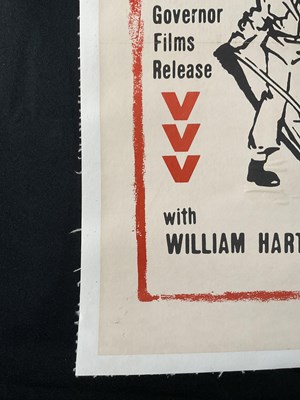 Governor
Films
Release
V
V
V
with
WILLIAM HART